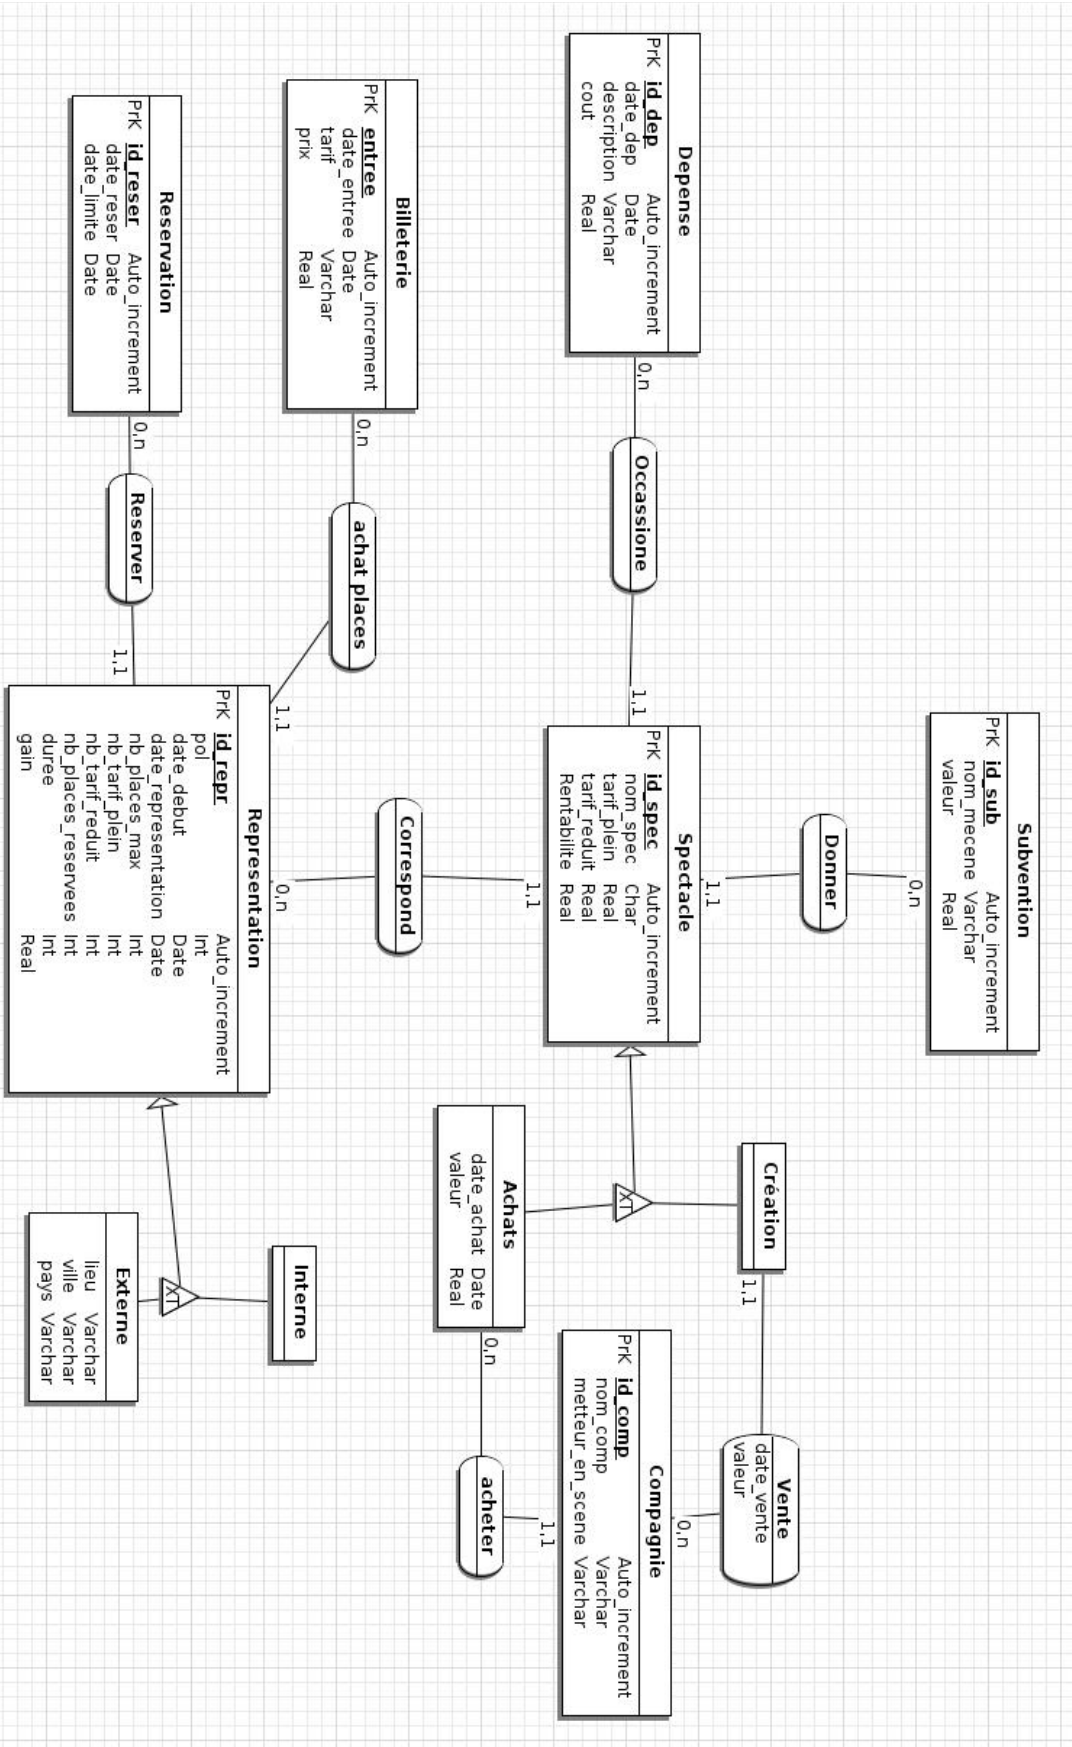 Depense
PrK id_dep Auto_increment
date_dep Date
description Varchar
cout Real
0,n
Occassione
1,1
Subvention
PrK id_sub Auto_increment
nom_mecene Varchar
valeur Real
0,n
Donner
1,1
Spectacle
PrK id_spec Auto_increment
nom_spec Char
tarif_plein Real
tarif_reduit Real
Rentabilite Real
1,1
Correspond
0,n
Billeterie
PrK entree Auto_increment
date_entree Date
tarif Varchar
prix Real
0,n
achat places
1,1
Reservation
PrK id_reser Auto_increment
date_reser Date
date_limite Date
0,n
Reserver
1,1
Representation
PrK id_repr Auto_increment
pol Int
date_debut Date
date_representation Date
nb_places_max Int
nb_tarif_plein Int
nb_tarif_reduit Int
nb_places_reservees Int
duree Int
gain Real
Création
1,1
XT
Vente
date_vente
valeur
0,n
Achats
date_achat Date
valeur Real
0,n
acheter
1,1
Compagnie
PrK id_comp Auto_increment
nom_comp Varchar
metteur_en_scene Varchar
Interne
XT
Externe
lieu Varchar
ville Varchar
pays Varchar